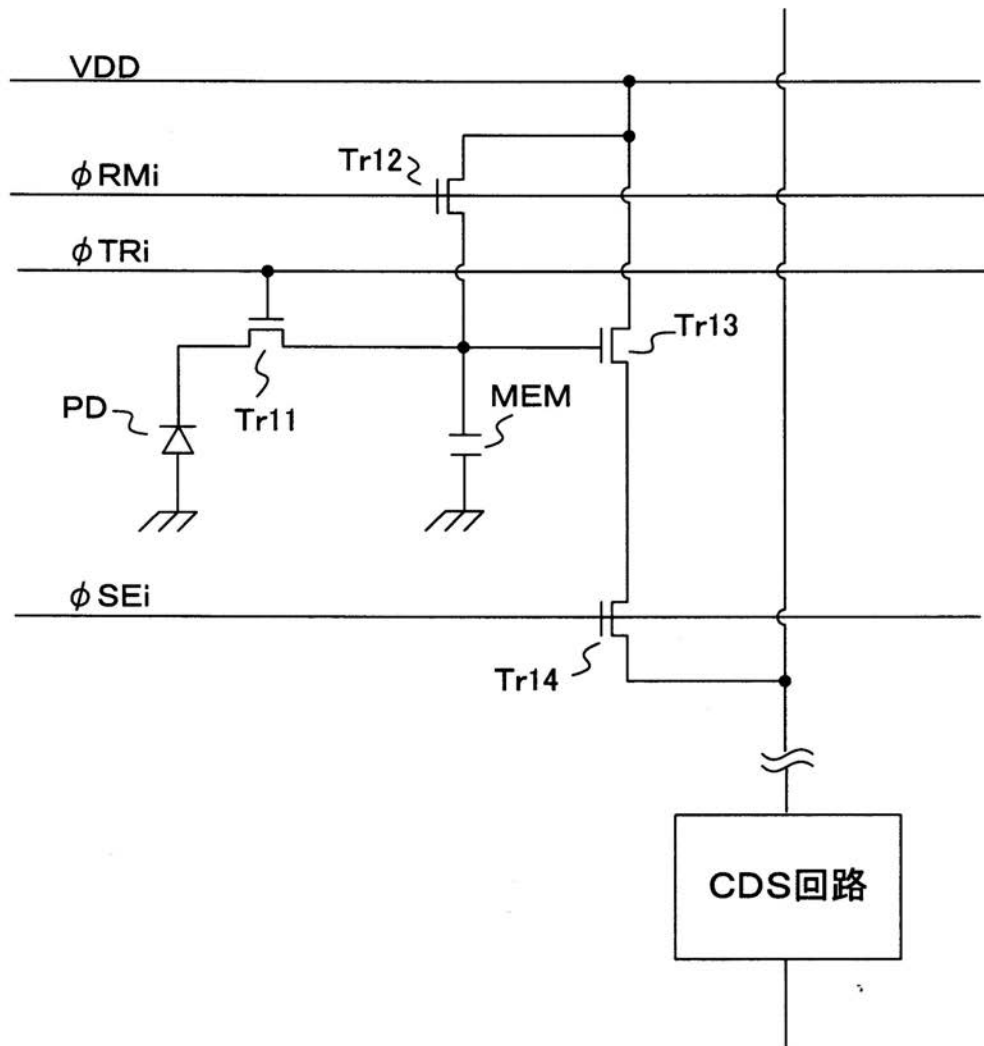 VDD
Tr12
φRMi
φTRi
Tr13
Tr11
PD
MEM
φSEi
Tr14
CDS回路